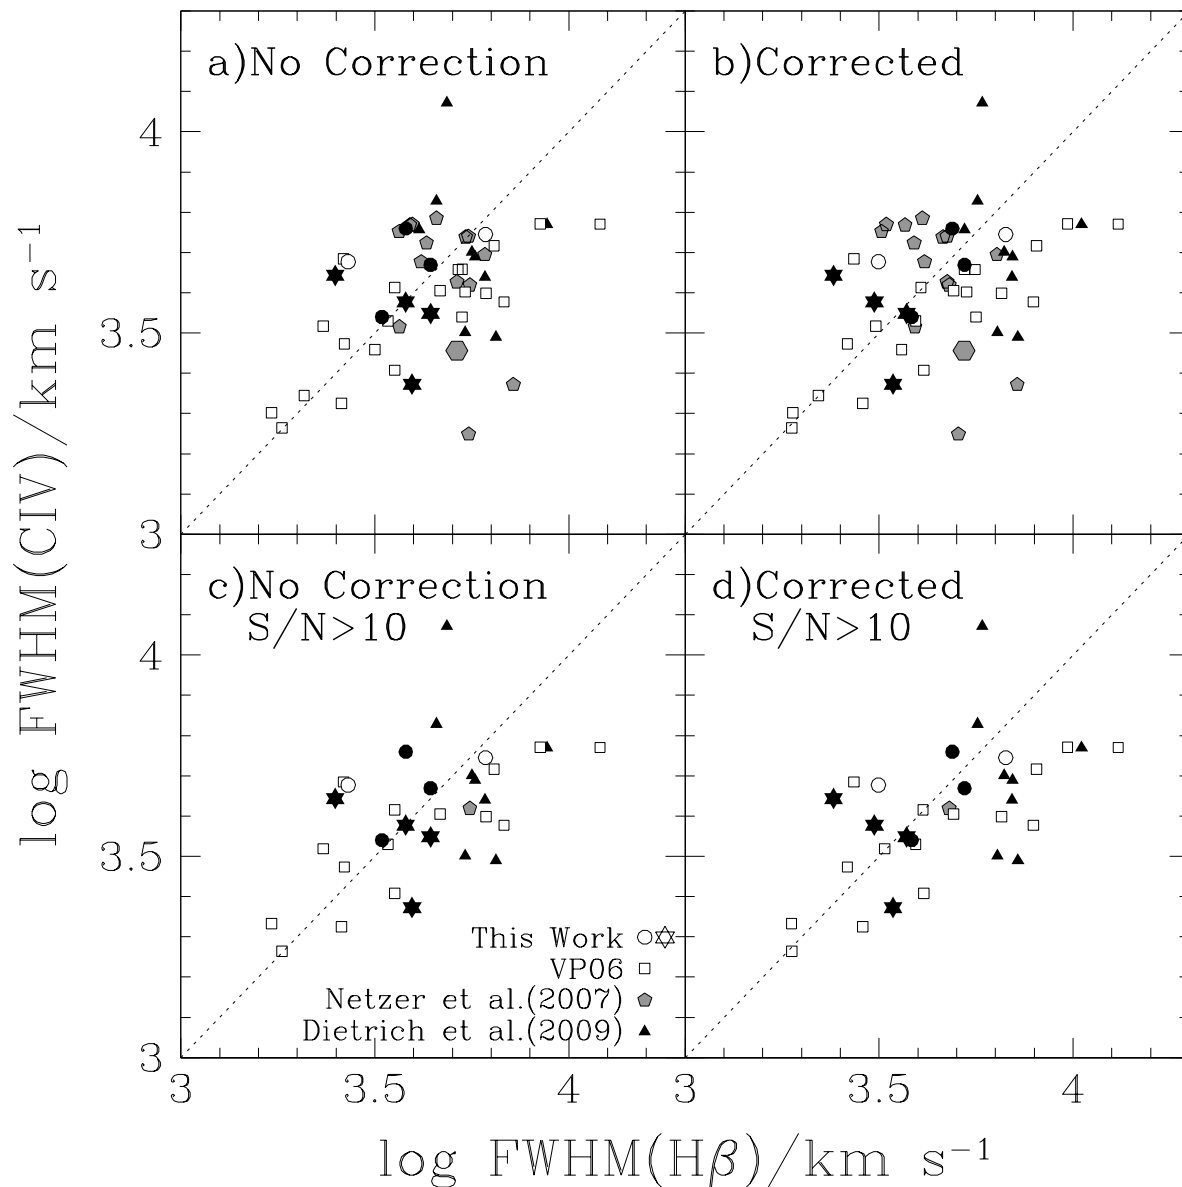 a)No Correction
b)Corrected
4
3.5
3
log FWHM(CIV)/km s⁻¹
c)No Correction
S/N>10
d)Corrected
S/N>10
4
3.5
3
This Work
VP06
Netzer et al.(2007)
Dietrich et al.(2009)
3 3.5 4 3 3.5 4
log FWHM(Hβ)/km s⁻¹